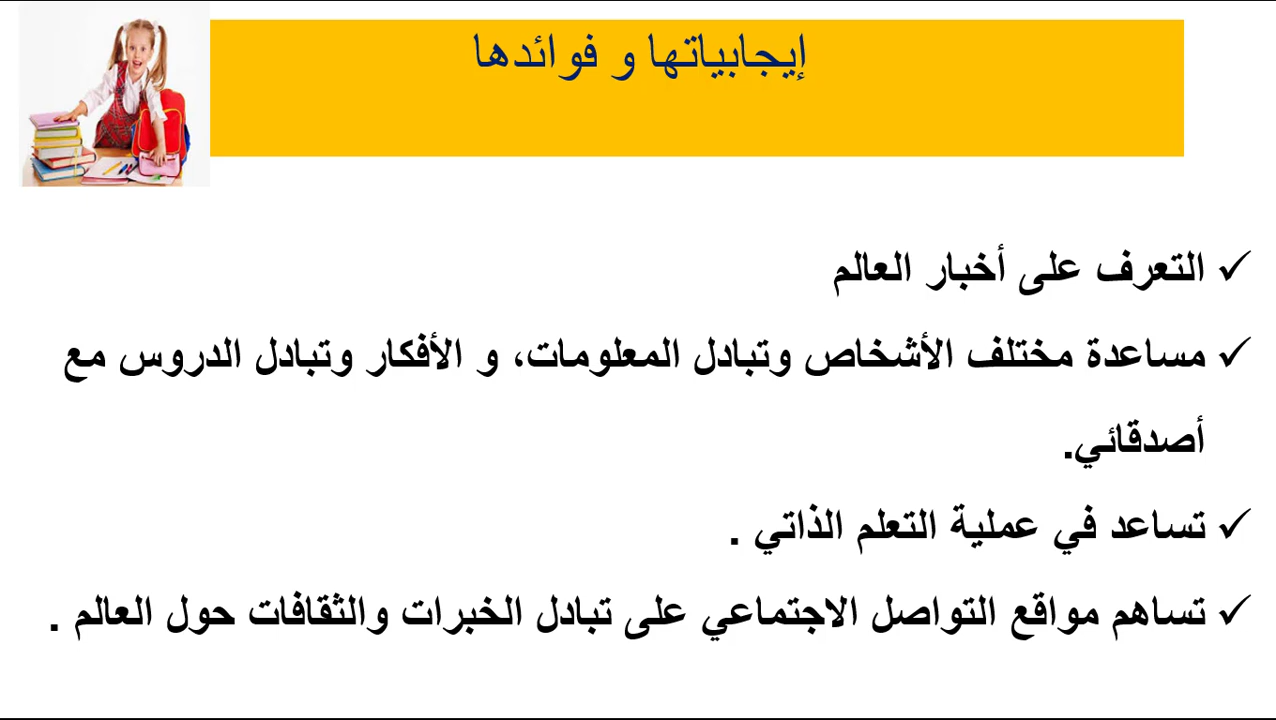 إيجابياتها و فوائدها
✓ التعرف على أخبار العالم
✓ مساعدة مختلف الأشخاص وتبادل المعلومات، و الأفكار وتبادل الدروس مع
أصدقائي.
✓ تساعد في عملية التعلم الذاتي .
✓ تساهم مواقع التواصل الاجتماعي على تبادل الخبرات والثقافات حول العالم .